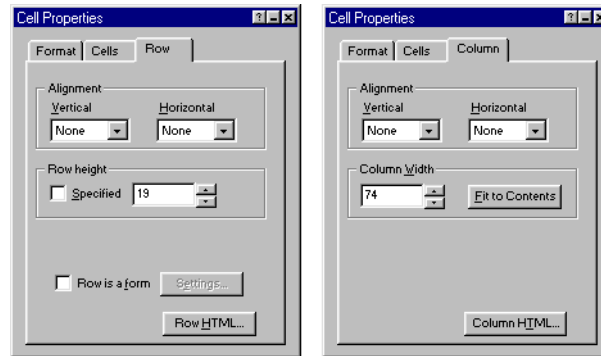 Cell Properties
Format Cells Row
Alignment
Vertical Horizontal
None None
Row height
Specified 19
Row is a form Settings...
Row HTML...
Cell Properties
Format Cells Column
Alignment
Vertical Horizontal
None None
Column Width
74 Fit to Contents
Column HTML...